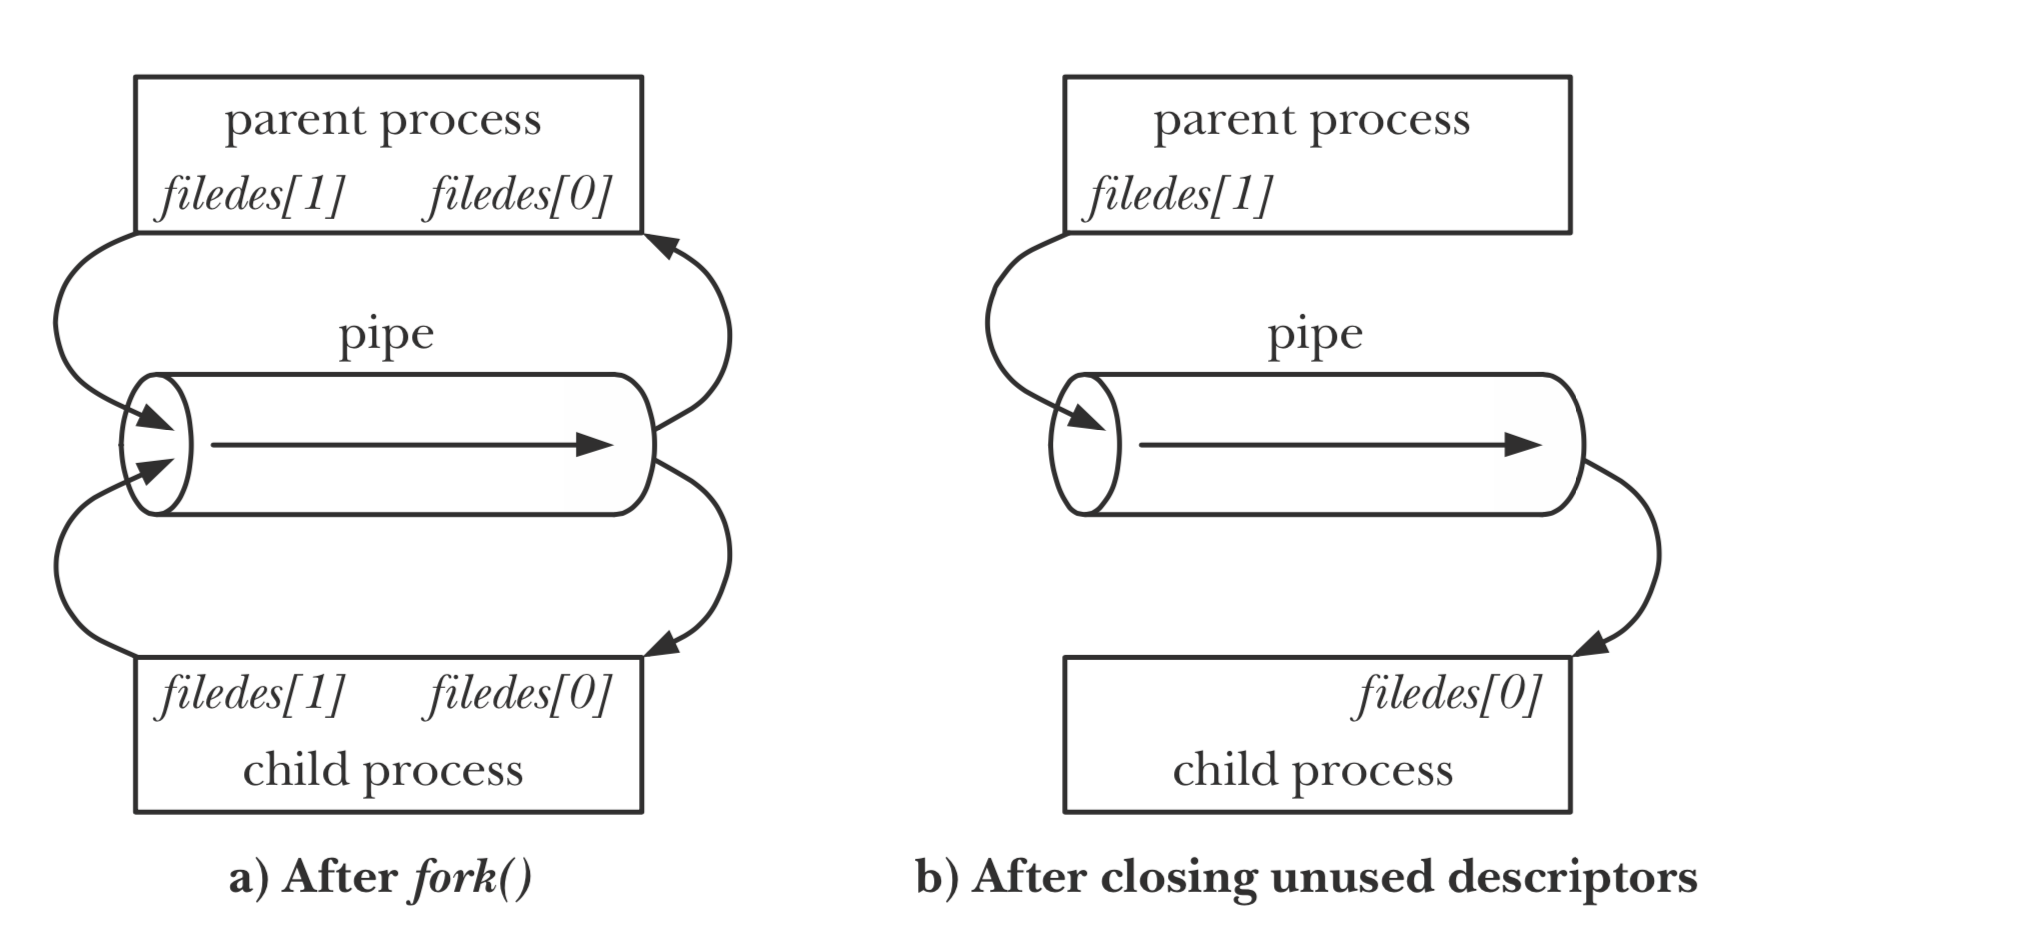 parent process
filedes[1] filedes[0]
pipe
filedes[1] filedes[0]
child process
a) After fork()
parent process
filedes[1]
pipe
filedes[0]
child process
b) After closing unused descriptors